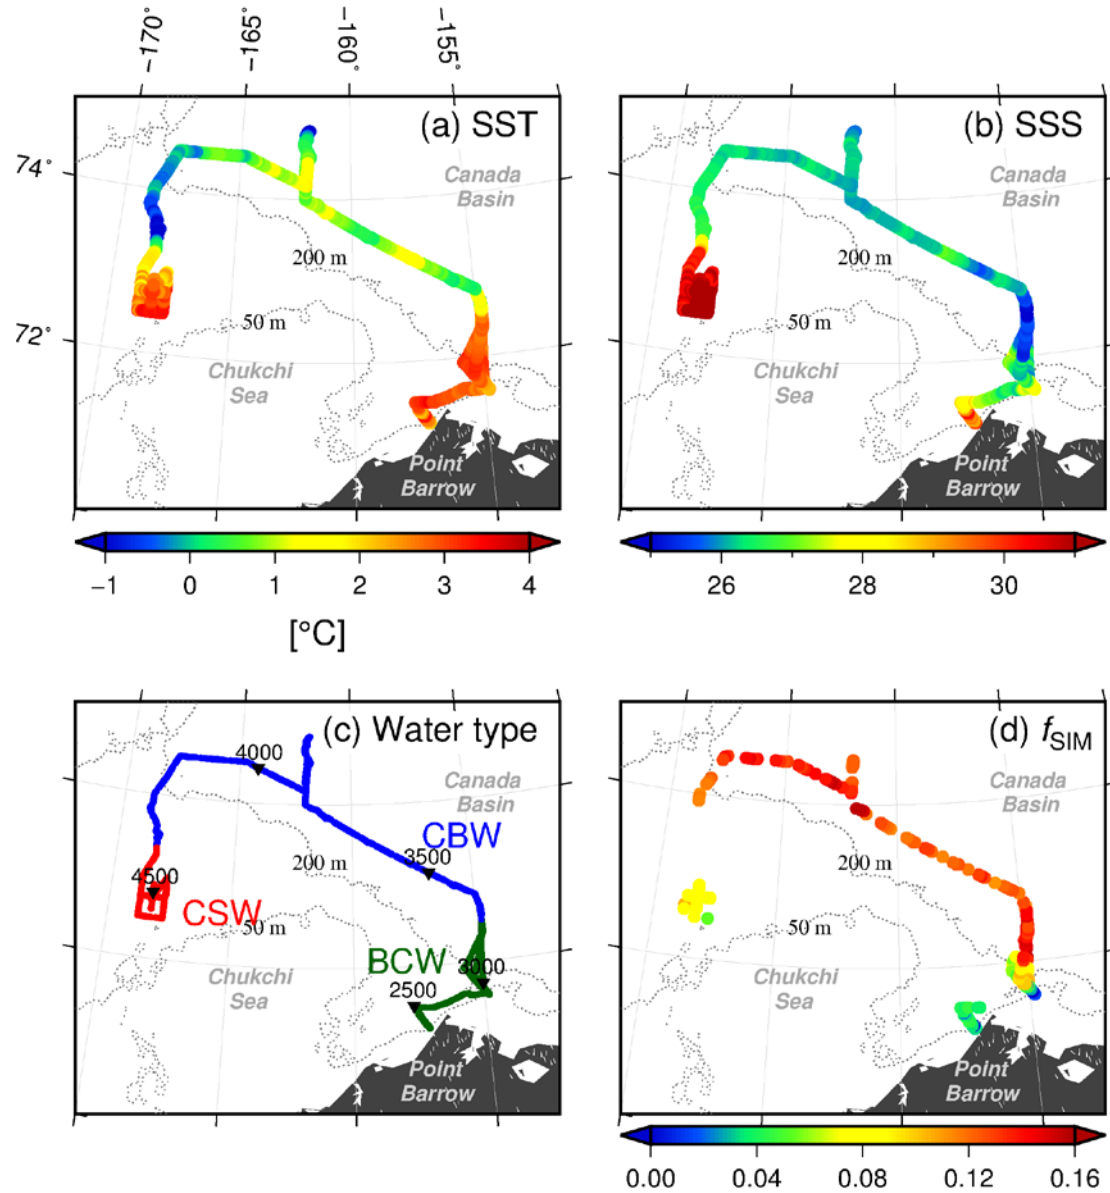 −170° −165° −160° −155°
(a) SST
(b) SSS
74°
Canada
Basin
Canada
Basin
200 m
200 m
50 m
50 m
72°
Chukchi
Sea
Chukchi
Sea
Point
Barrow
Point
Barrow
−1 0 1 2 3 4
26 28 30
[°C]
(c) Water type
(d) fSIM
4000
Canada
Basin
Canada
Basin
CBW
3500
200 m
200 m
4500
CSW
50 m
50 m
BCW
3000
Chukchi
Sea
Chukchi
Sea
2500
Point
Barrow
Point
Barrow
0.00 0.04 0.08 0.12 0.16